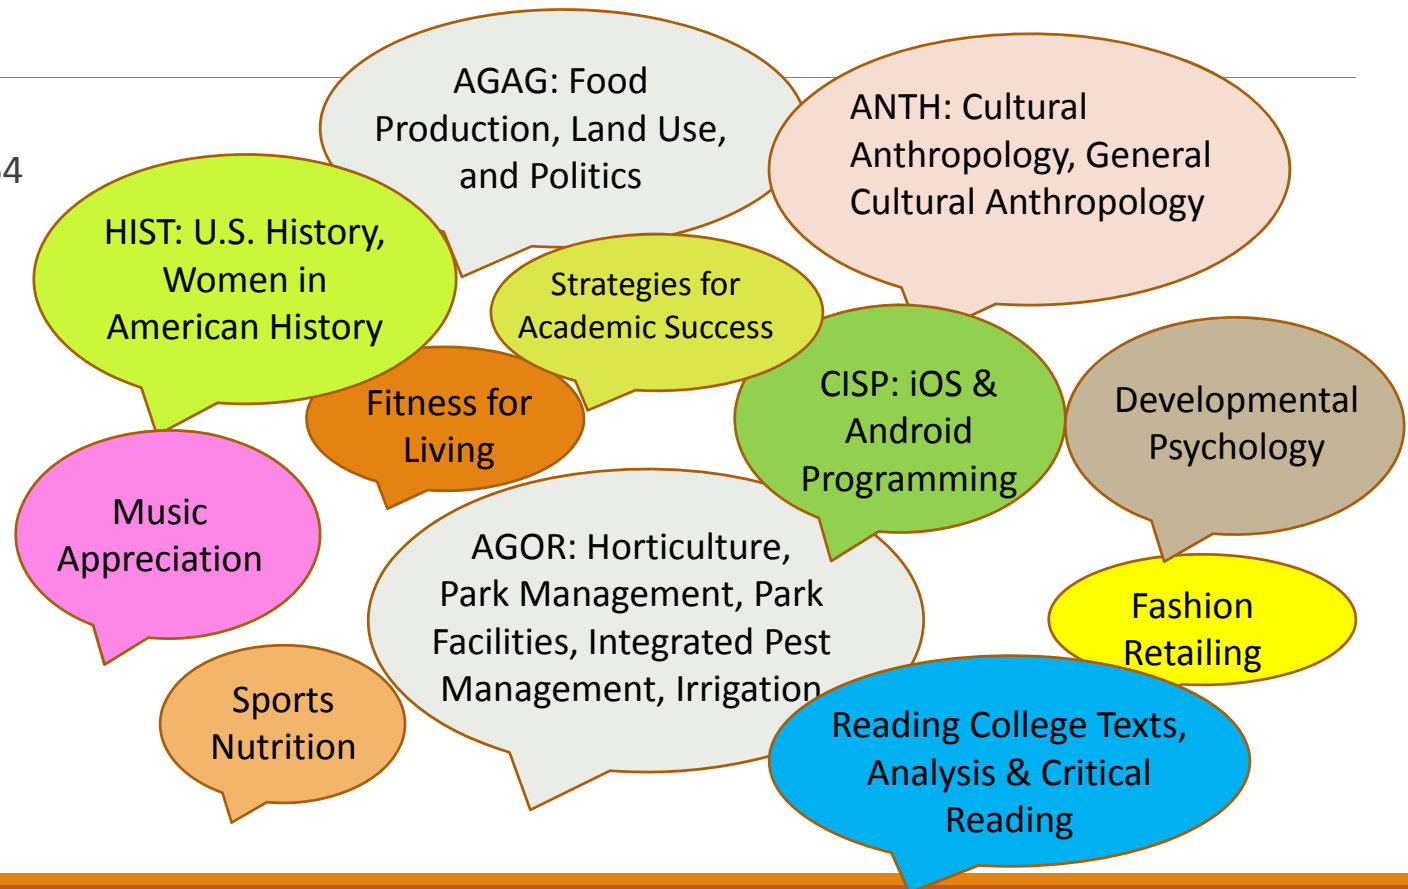 AGAG: Food
Production, Land Use,
and Politics
ANTH: Cultural
Anthropology, General
Cultural Anthropology
4
HIST: U.S. History,
Women in
American History
Strategies for
Academic Success
Fitness for
Living
CISP: iOS &
Android
Programming
Developmental
Psychology
Music
Appreciation
AGOR: Horticulture,
Park Management, Park
Facilities, Integrated Pest
Management, Irrigation
Fashion
Retailing
Sports
Nutrition
Reading College Texts,
Analysis & Critical
Reading